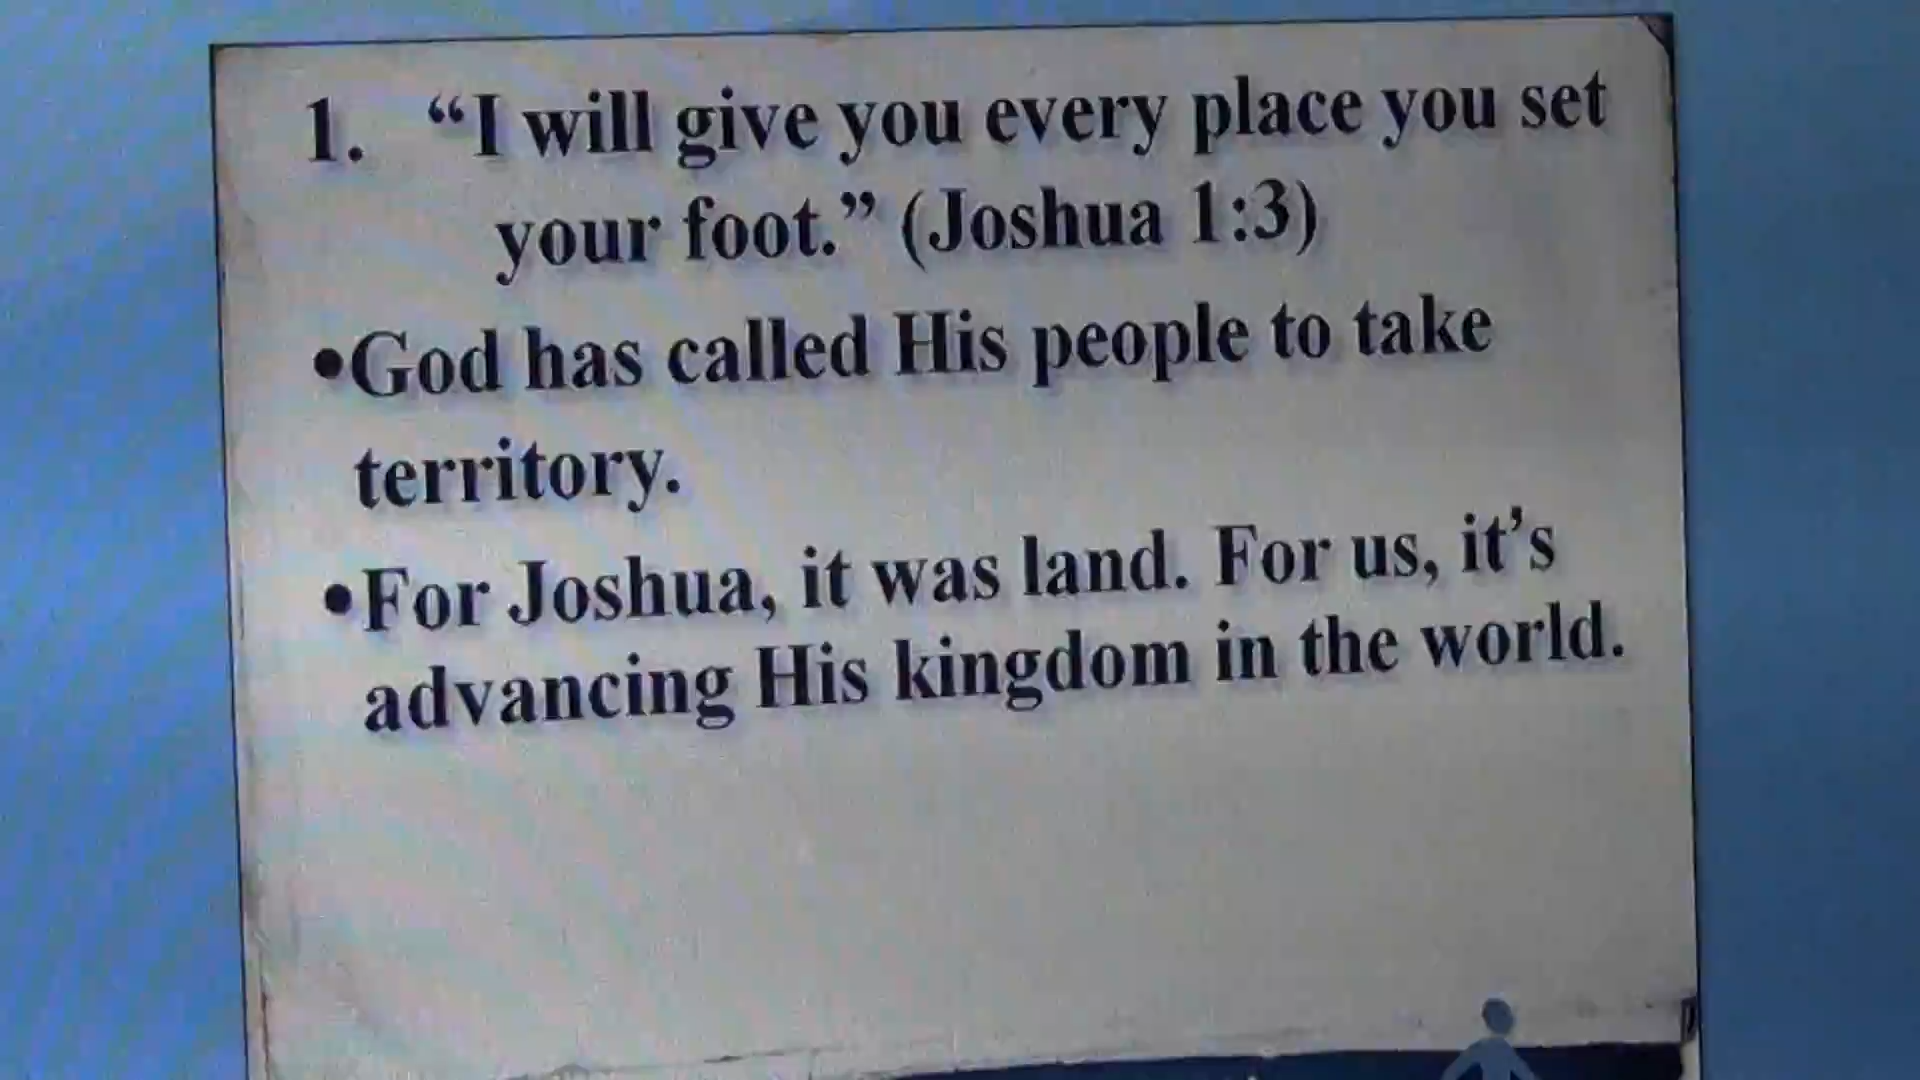 1. “I will give you every place you set
your foot.” (Joshua 1:3)
•God has called His people to take
territory.
•For Joshua, it was land. For us, it’s
advancing His kingdom in the world.